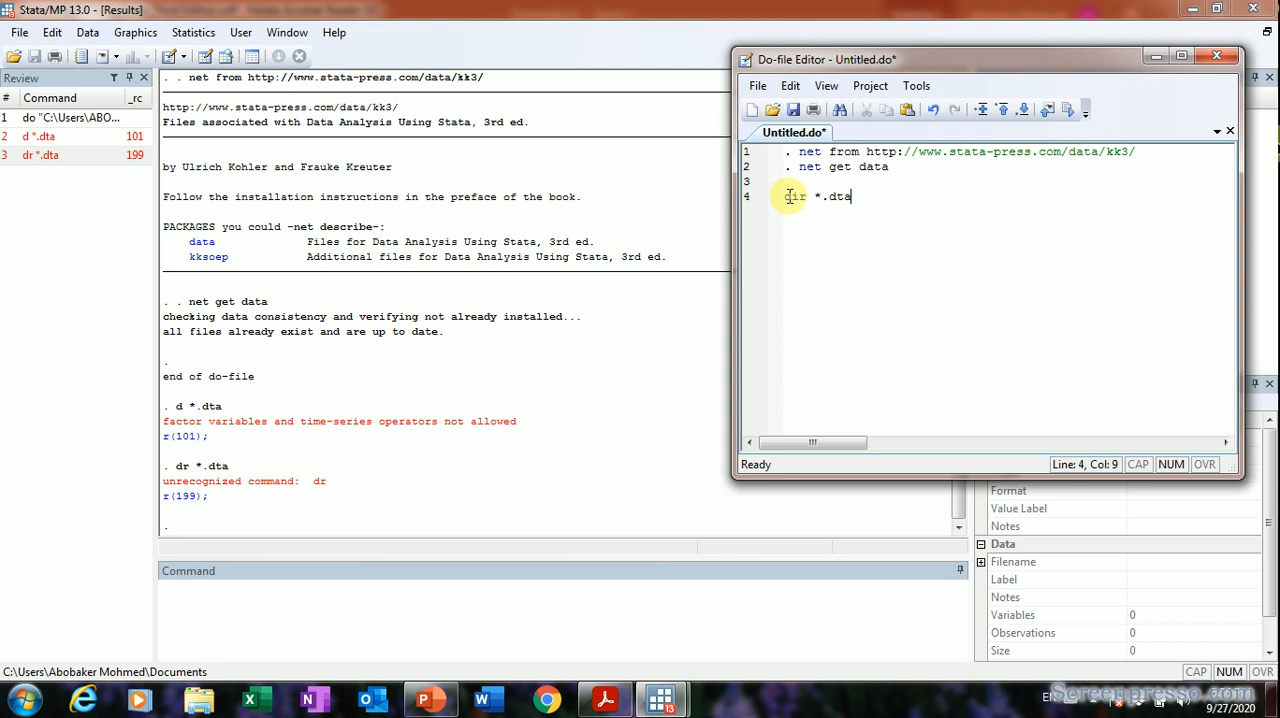 Stata/MP 13.0 - [Results]
File Edit Data Graphics Statistics User Window Help
Review
# Command _rc
1 do "C:\Users\ABO...
2 d *.dta 101
3 dr *.dta 199
. . net from http://www.stata-press.com/data/kk3/
http://www.stata-press.com/data/kk3/
Files associated with Data Analysis Using Stata, 3rd ed.
by Ulrich Kohler and Frauke Kreuter
Follow the installation instructions in the preface of the book.
PACKAGES you could -net describe-:
data Files for Data Analysis Using Stata, 3rd ed.
kksoep Additional files for Data Analysis Using Stata, 3rd ed.
. . net get data
checking data consistency and verifying not already installed...
all files already exist and are up to date.
.
end of do-file
. d *.dta
factor variables and time-series operators not allowed
r(101);
. dr *.dta
unrecognized command: dr
r(199);
.
Command
Do-file Editor - Untitled.do*
File Edit View Project Tools
Untitled.do*
1 . net from http://www.stata-press.com/data/kk3/
2 . net get data
3
4 dir *.dta
Ready Line: 4, Col: 9 CAP NUM OVR
Format
Value Label
Notes
Data
Filename
Label
Notes
Variables 0
Observations 0
Size 0
C:\Users\Abobaker Mohmed\Documents CAP NUM OVR
EN
Screenpresso.com
9/27/2020